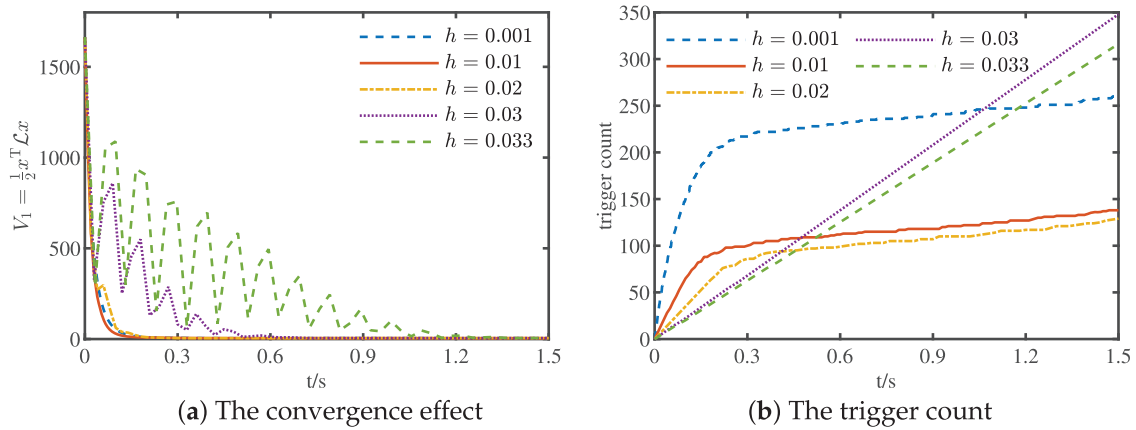 1500
1000
500
0
V₁ = ½xᵀℒx
h = 0.001
h = 0.01
h = 0.02
h = 0.03
h = 0.033
0 0.3 0.6 0.9 1.2 1.5
t/s
(a) The convergence effect
350
300
250
200
150
100
50
0
trigger count
h = 0.001
h = 0.01
h = 0.02
h = 0.03
h = 0.033
0 0.3 0.6 0.9 1.2 1.5
t/s
(b) The trigger count